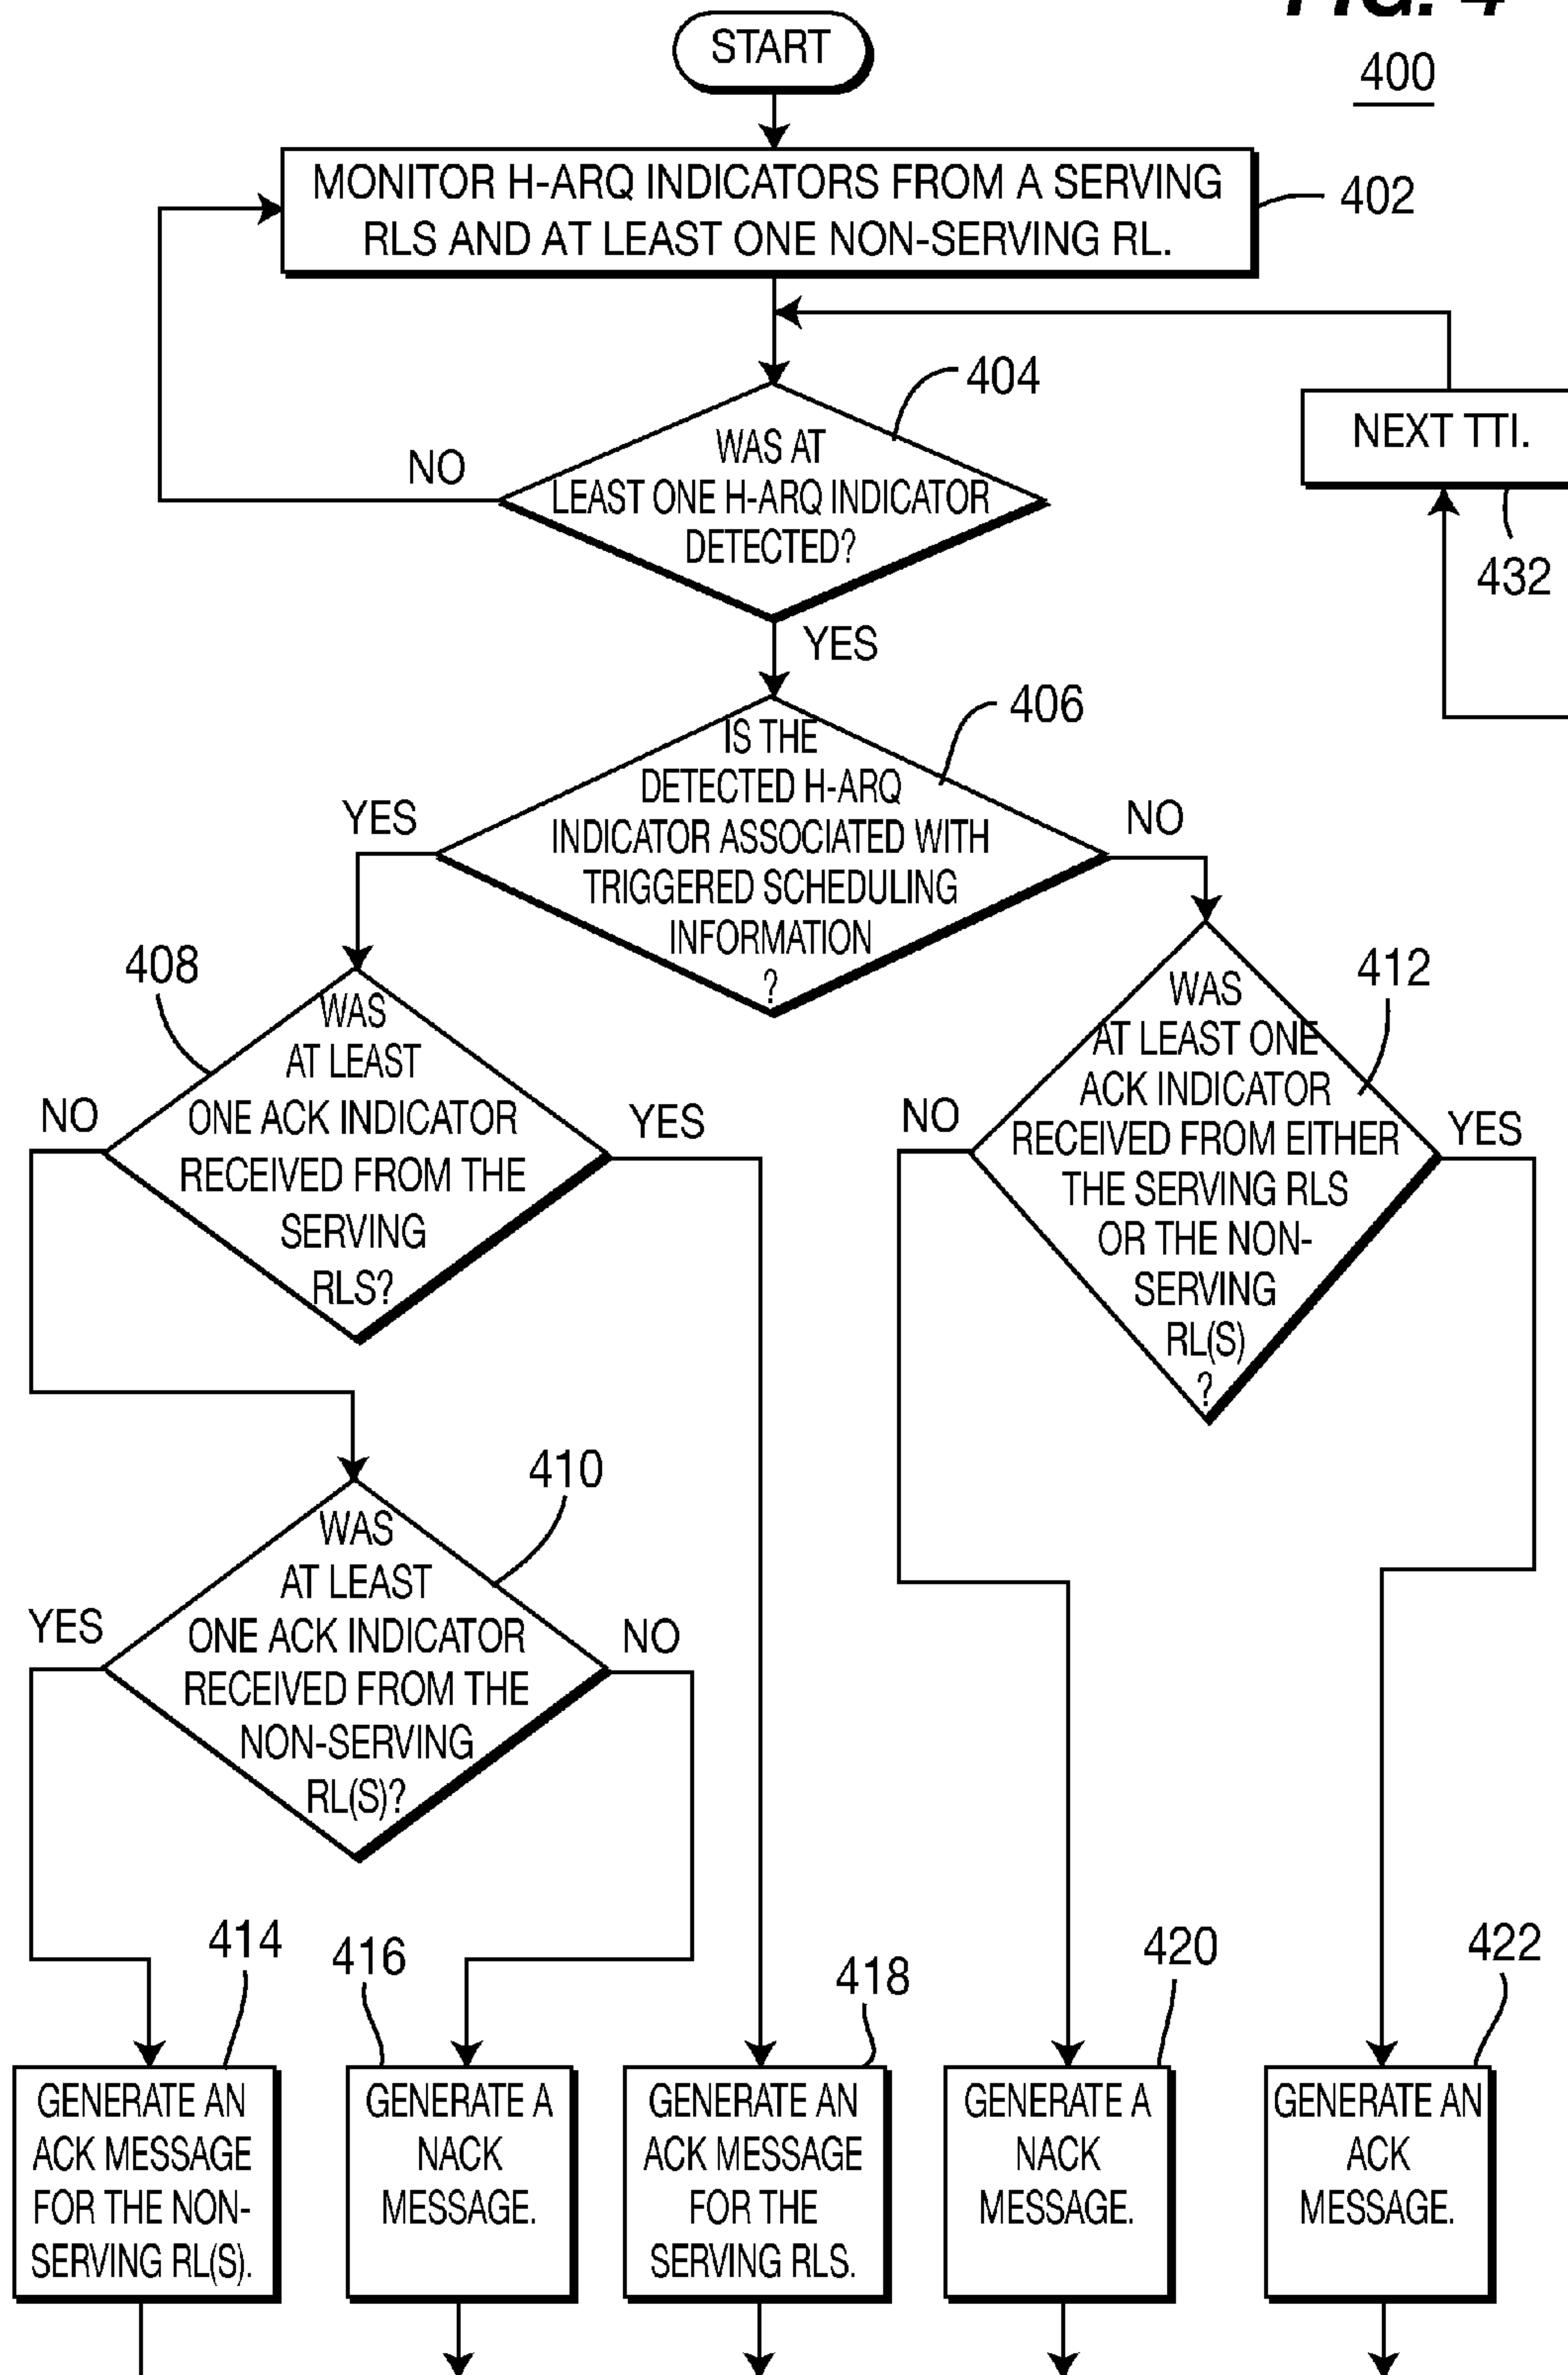 FIG. 4
400
START
MONITOR H-ARQ INDICATORS FROM A SERVING
RLS AND AT LEAST ONE NON-SERVING RL.
402
404
WAS AT
LEAST ONE H-ARQ INDICATOR
DETECTED?
NO
YES
NEXT TTI.
432
406
IS THE
DETECTED H-ARQ
INDICATOR ASSOCIATED WITH
TRIGGERED SCHEDULING
INFORMATION
?
YES
NO
408
WAS
AT LEAST
ONE ACK INDICATOR
RECEIVED FROM THE
SERVING
RLS?
NO
YES
412
WAS
AT LEAST ONE
ACK INDICATOR
RECEIVED FROM EITHER
THE SERVING RLS
OR THE NON-
SERVING
RL(S)
?
NO
YES
410
WAS
AT LEAST
ONE ACK INDICATOR
RECEIVED FROM THE
NON-SERVING
RL(S)?
YES
NO
414
GENERATE AN
ACK MESSAGE
FOR THE NON-
SERVING RL(S).
416
GENERATE A
NACK
MESSAGE.
418
GENERATE AN
ACK MESSAGE
FOR THE
SERVING RLS.
420
GENERATE A
NACK
MESSAGE.
422
GENERATE AN
ACK
MESSAGE.